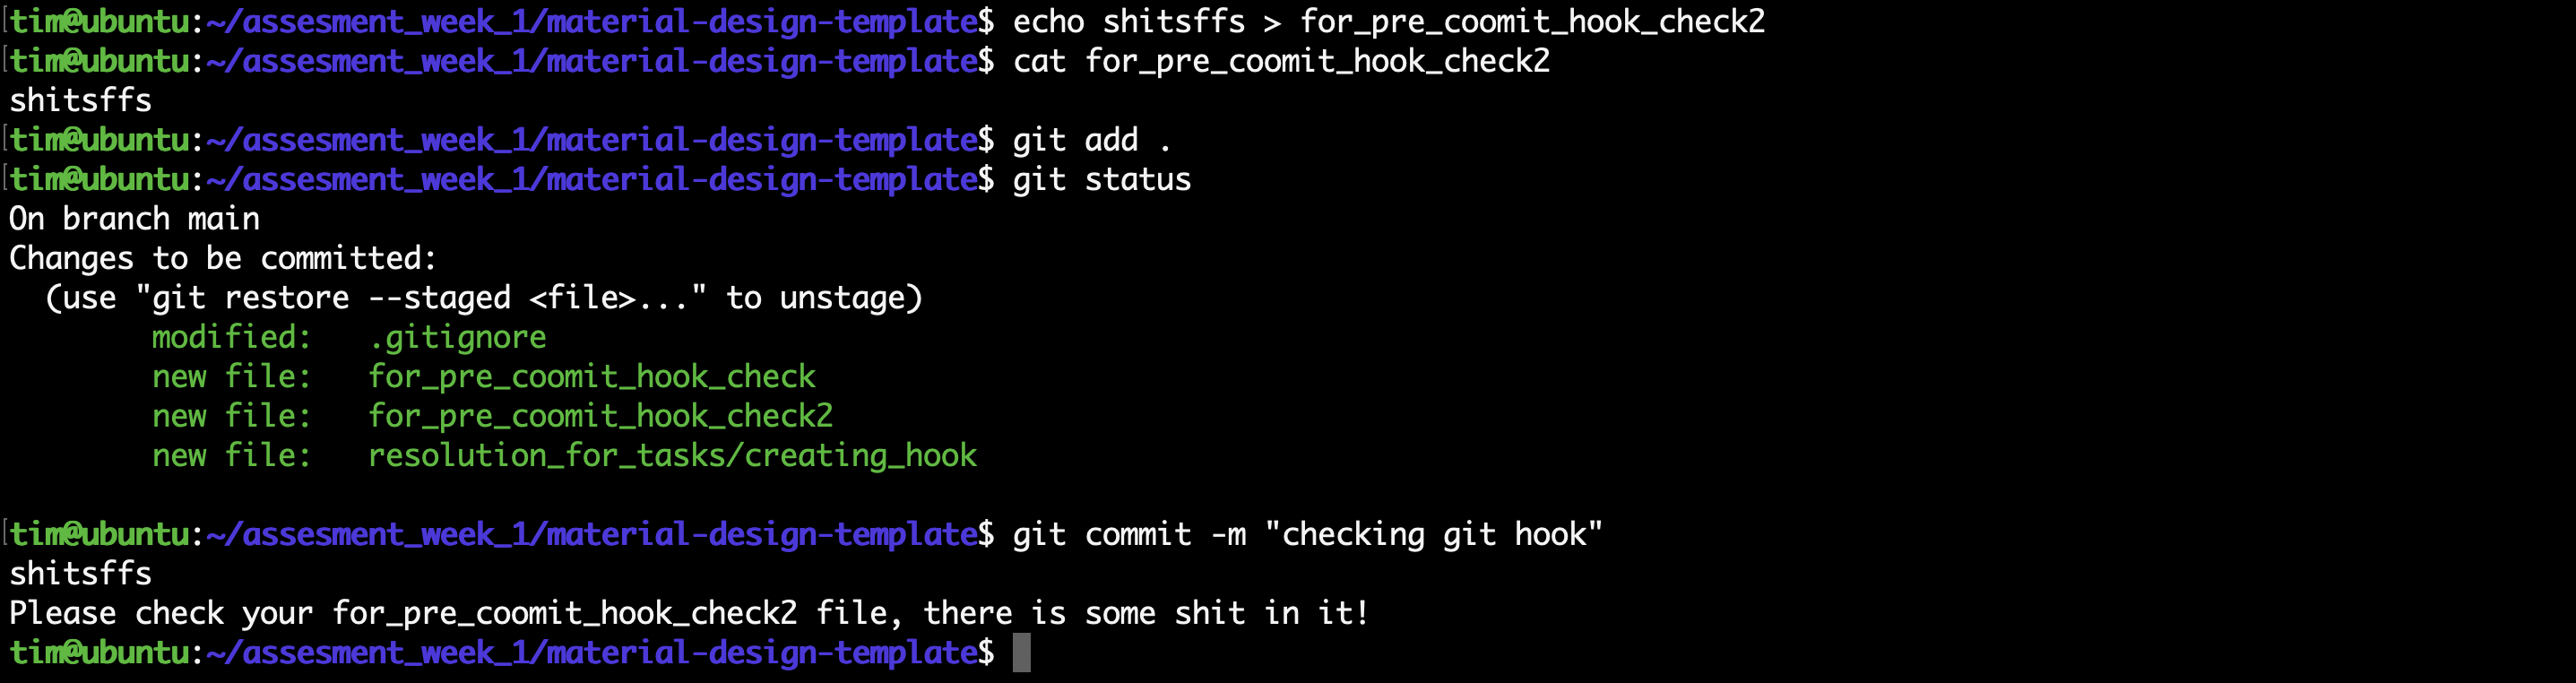 tim@ubuntu:~/assesment_week_1/material-design-template$ echo shitsffs > for_pre_coomit_hook_check2
tim@ubuntu:~/assesment_week_1/material-design-template$ cat for_pre_coomit_hook_check2
shitsffs
tim@ubuntu:~/assesment_week_1/material-design-template$ git add .
tim@ubuntu:~/assesment_week_1/material-design-template$ git status
On branch main
Changes to be committed:
  (use "git restore --staged <file>..." to unstage)
        modified:   .gitignore
        new file:   for_pre_coomit_hook_check
        new file:   for_pre_coomit_hook_check2
        new file:   resolution_for_tasks/creating_hook
tim@ubuntu:~/assesment_week_1/material-design-template$ git commit -m "checking git hook"
shitsffs
Please check your for_pre_coomit_hook_check2 file, there is some shit in it!
tim@ubuntu:~/assesment_week_1/material-design-template$